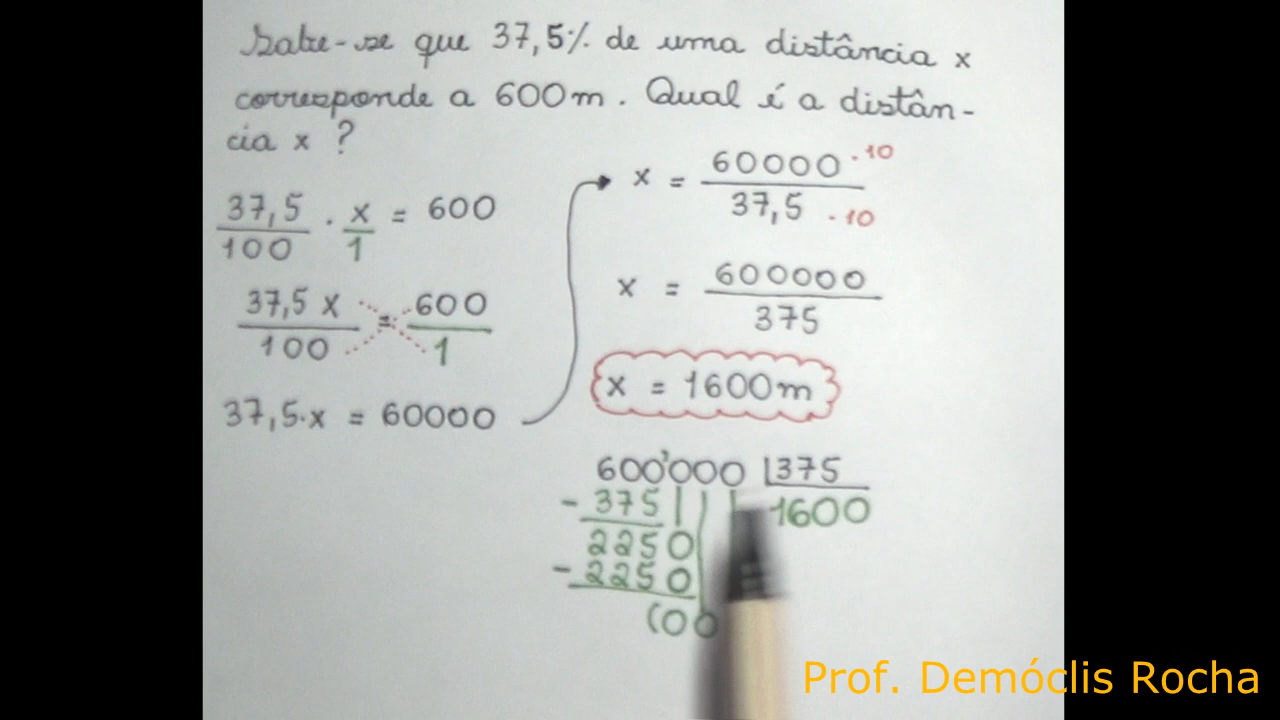 Sabe-se que 37,5% de uma distância x
corresponde a 600m. Qual é a distân-
cia x ?
37,5/100 . x/1 = 600
37,5 x/100 = 600/1
37,5.x = 60000
x = 60000 .10/37,5 .10
x = 600000/375
x = 1600m
600'000 |375
- 375 1600
2250
- 2250
(00
Prof. Demóclis Rocha